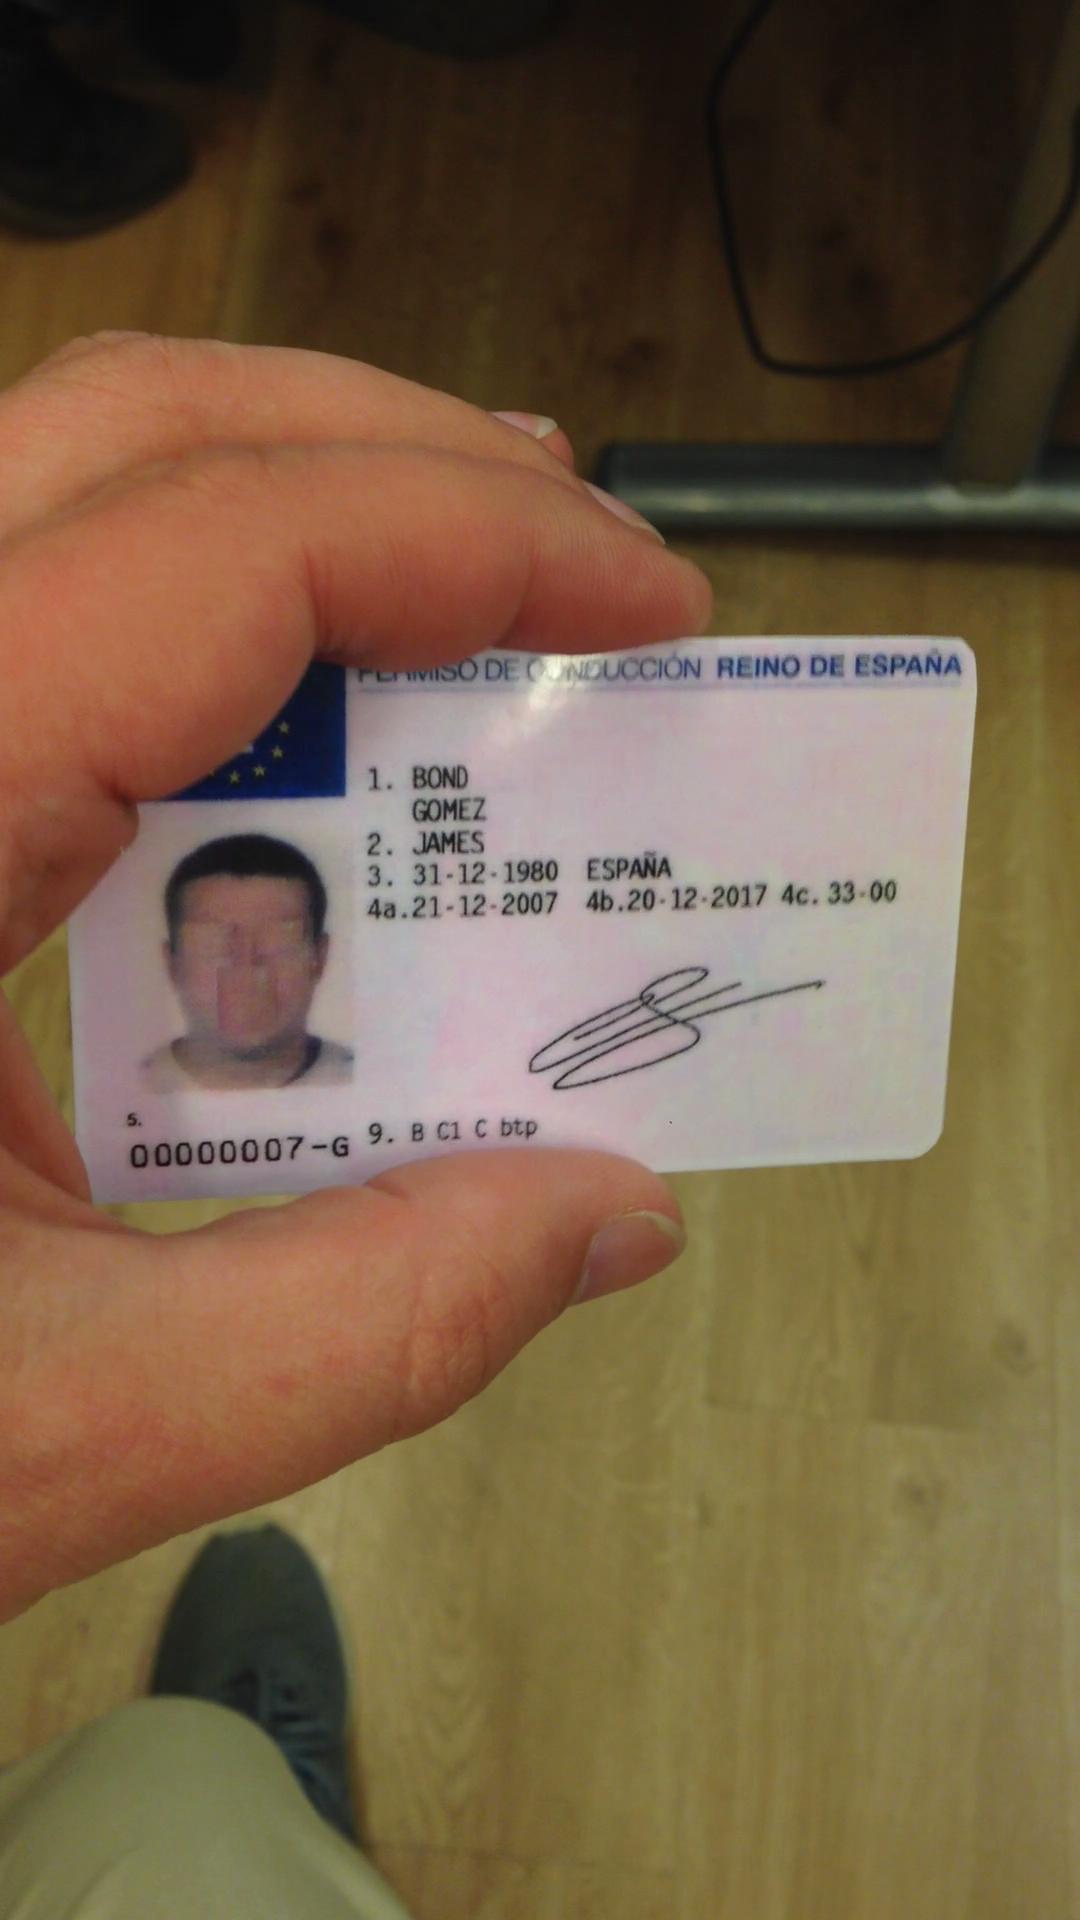 PERMISO DE CONDUCCIÓN REINO DE ESPAÑA
1. BOND
GOMEZ
2. JAMES
3. 31-12-1980 ESPAÑA
4a.21-12-2007 4b.20-12-2017 4c. 33-00
5.
00000007-G 9. B C1 C btp